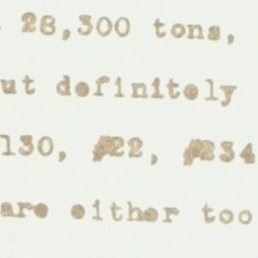 28,300 tons,
ut definitely
130, #22, #234
are either too